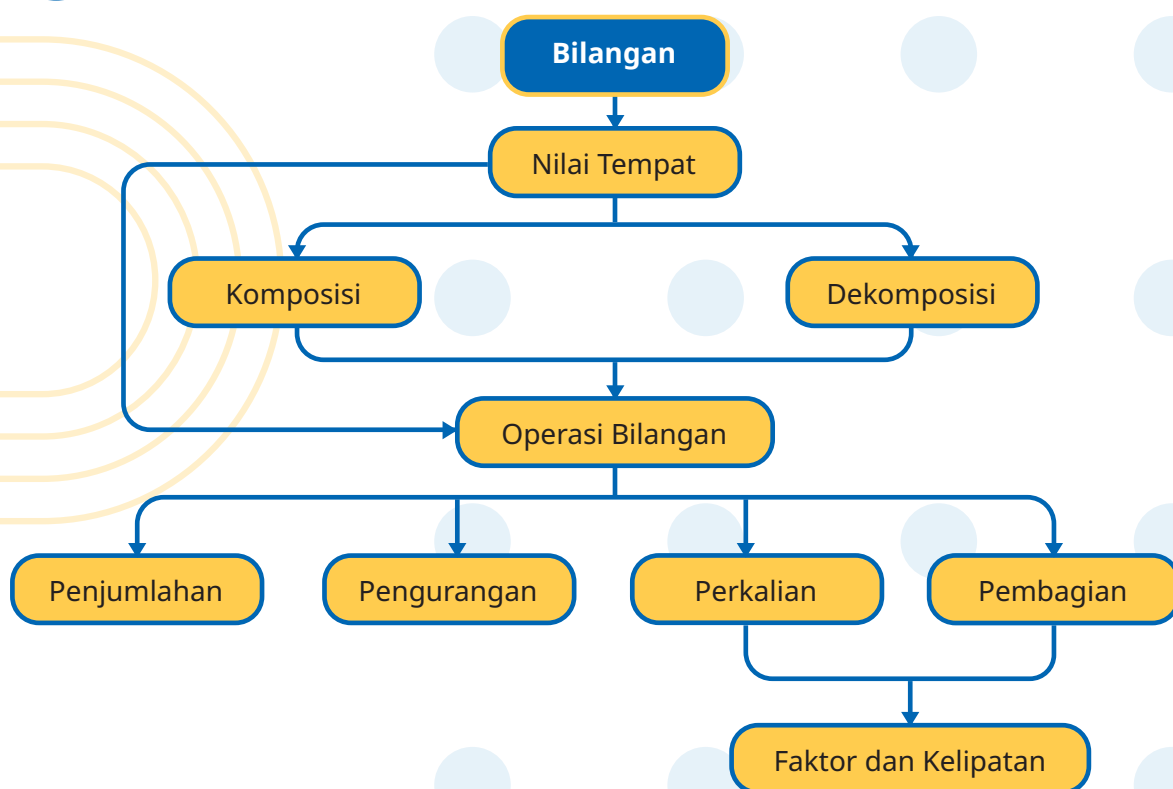 Bilangan
Nilai Tempat
Komposisi
Dekomposisi
Operasi Bilangan
Penjumlahan
Pengurangan
Perkalian
Pembagian
Faktor dan Kelipatan